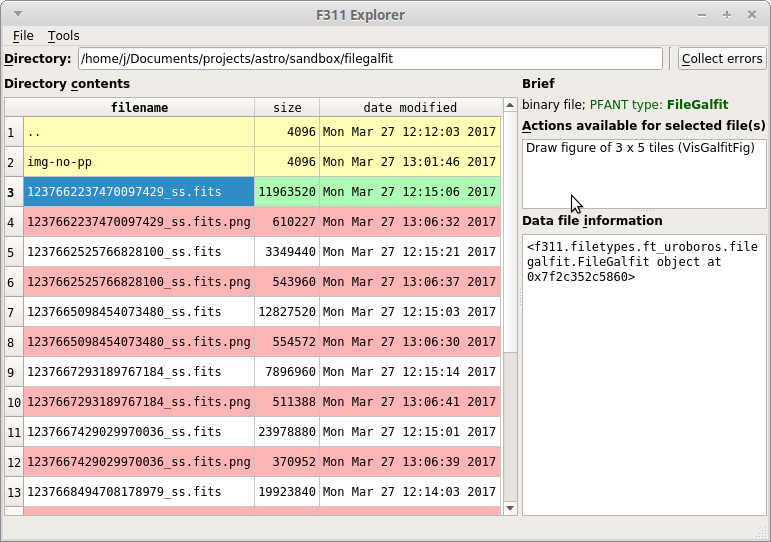 F311 Explorer
File Tools
Directory: /home/j/Documents/projects/astro/sandbox/filegalfit Collect errors
Directory contents
filename size date modified
1 .. 4096 Mon Mar 27 12:12:03 2017
2 img-no-pp 4096 Mon Mar 27 13:01:46 2017
3 1237662237470097429_ss.fits 11963520 Mon Mar 27 12:15:06 2017
4 1237662237470097429_ss.fits.png 610227 Mon Mar 27 13:06:32 2017
5 1237662525766828100_ss.fits 3349440 Mon Mar 27 12:15:21 2017
6 1237662525766828100_ss.fits.png 543960 Mon Mar 27 13:06:37 2017
7 1237665098454073480_ss.fits 12827520 Mon Mar 27 12:15:03 2017
8 1237665098454073480_ss.fits.png 554572 Mon Mar 27 13:06:30 2017
9 1237667293189767184_ss.fits 7896960 Mon Mar 27 12:15:14 2017
10 1237667293189767184_ss.fits.png 511388 Mon Mar 27 13:06:41 2017
11 1237667429029970036_ss.fits 23978880 Mon Mar 27 12:15:01 2017
12 1237667429029970036_ss.fits.png 370952 Mon Mar 27 13:06:39 2017
13 1237668494708178979_ss.fits 19923840 Mon Mar 27 12:14:03 2017
Brief
binary file; PFANT type: FileGalfit
Actions available for selected file(s)
Draw figure of 3 x 5 tiles (VisGalfitFig)
Data file information
<f311.filetypes.ft_uroboros.file
galfit.FileGalfit object at
0x7f2c352c5860>